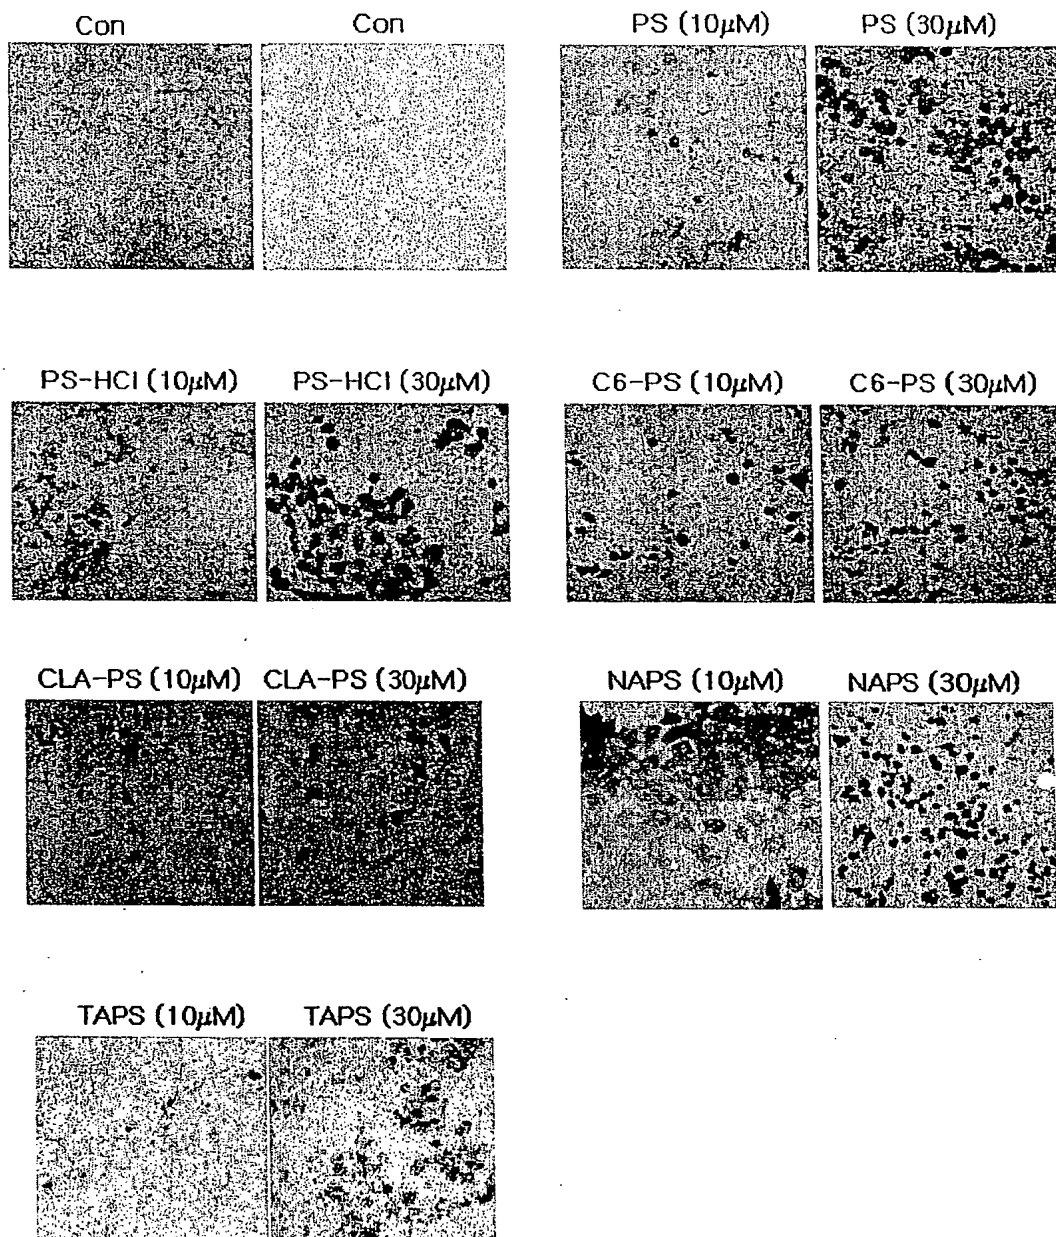 Con Con PS (10μM) PS (30μM)
PS-HCl (10μM) PS-HCl (30μM) C6-PS (10μM) C6-PS (30μM)
CLA-PS (10μM) CLA-PS (30μM) NAPS (10μM) NAPS (30μM)
TAPS (10μM) TAPS (30μM)